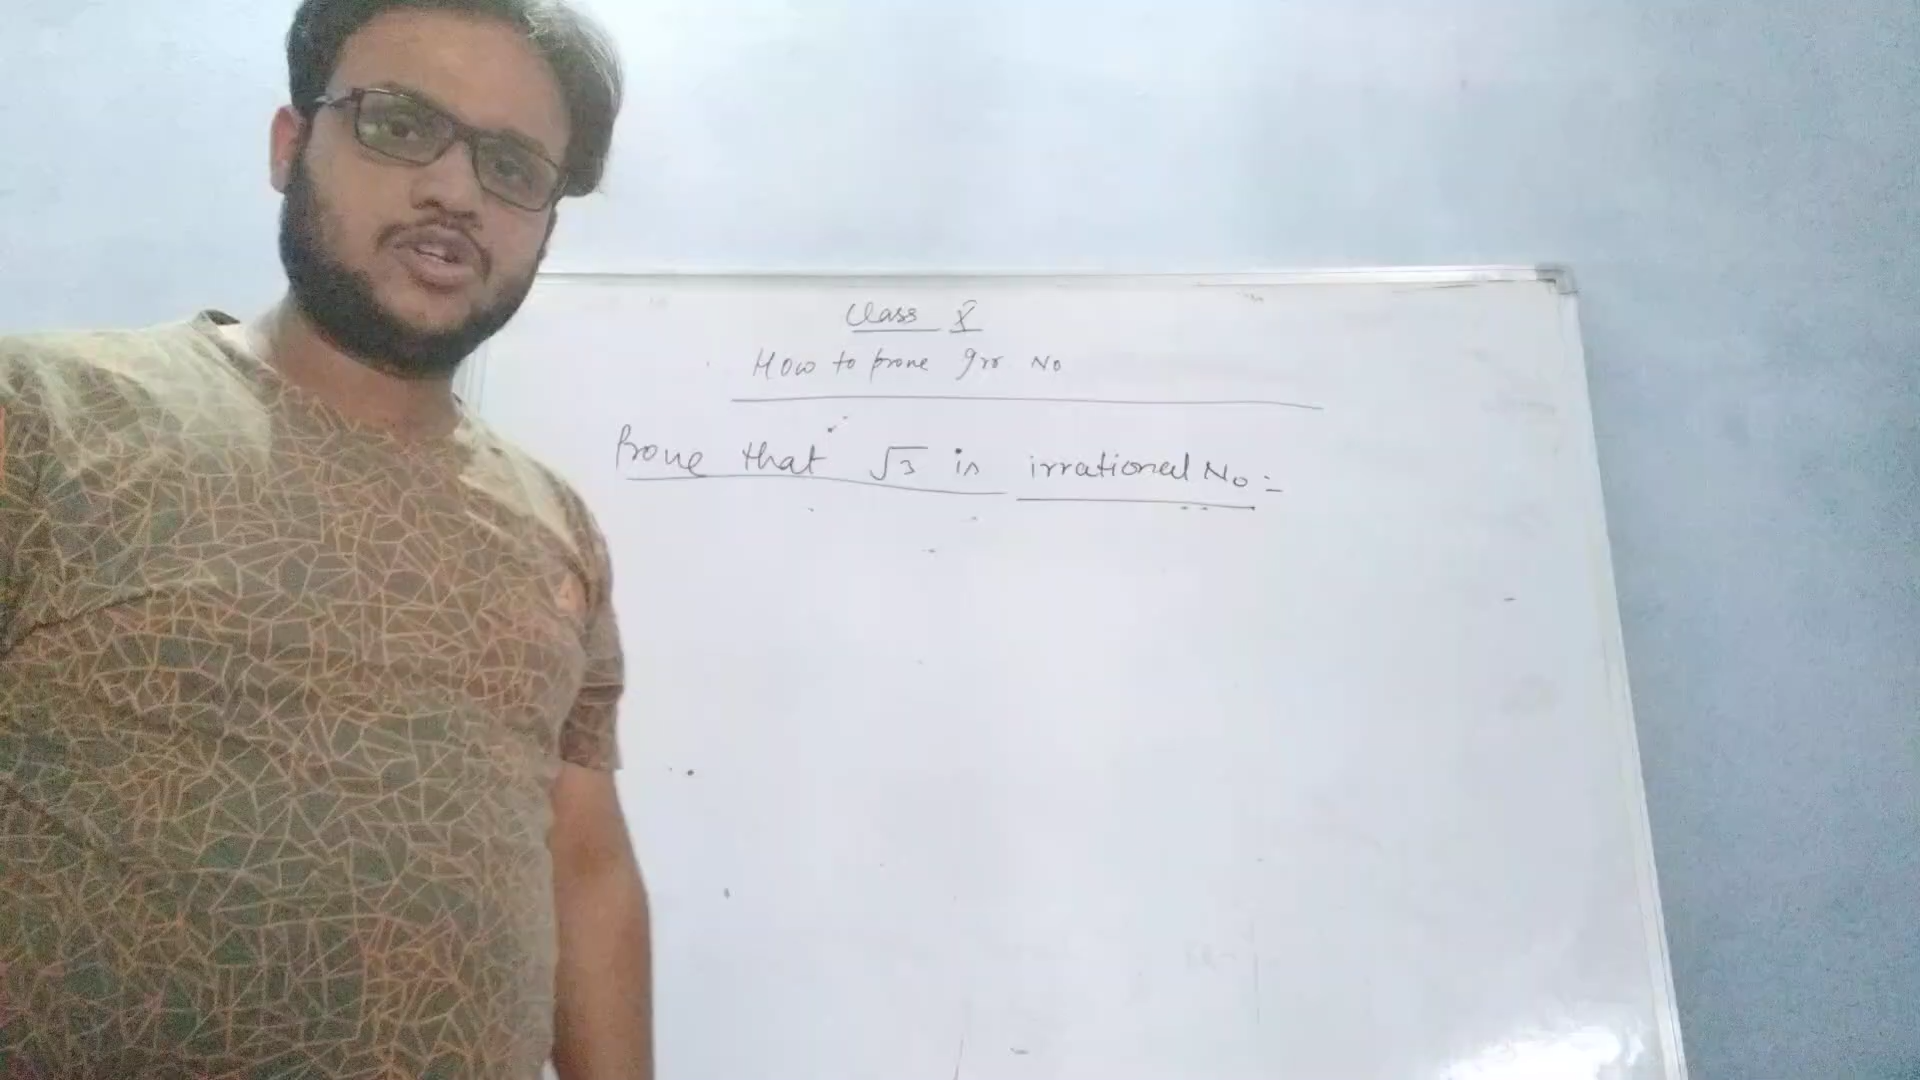 Class X
How to prove Irr No
Prove that √3 is irrational No :-